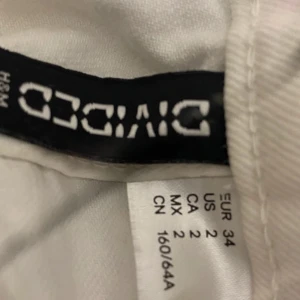 DIVIDED
H&M
EUR 34
US 2
CA 2
MX 2
CN 160/64A